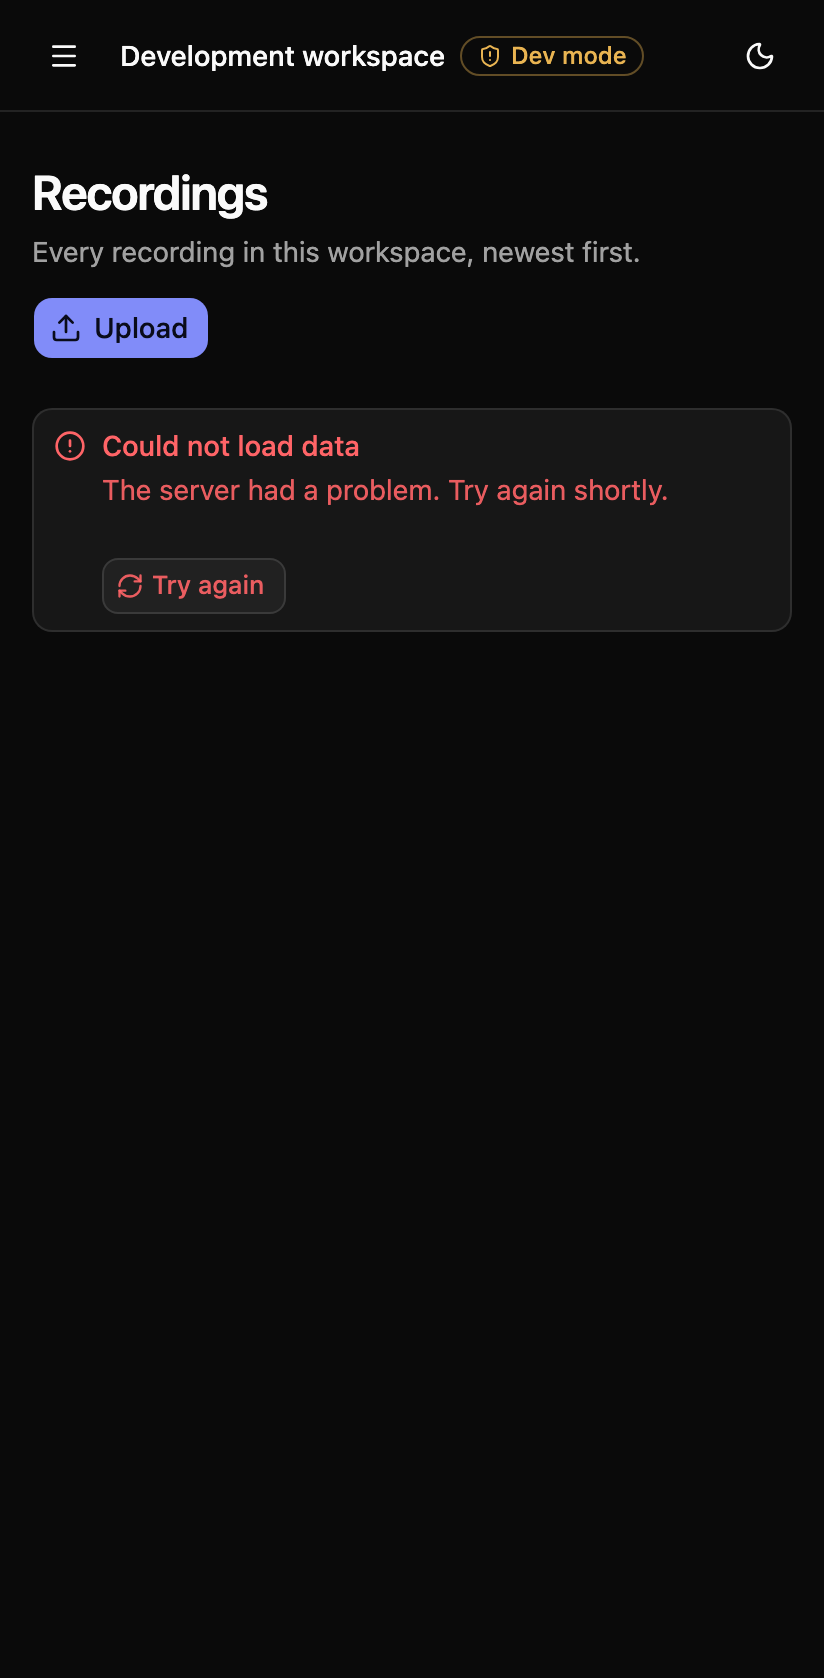 Development workspace
Dev mode
Recordings
Every recording in this workspace, newest first.
Upload
Could not load data
The server had a problem. Try again shortly.
Try again